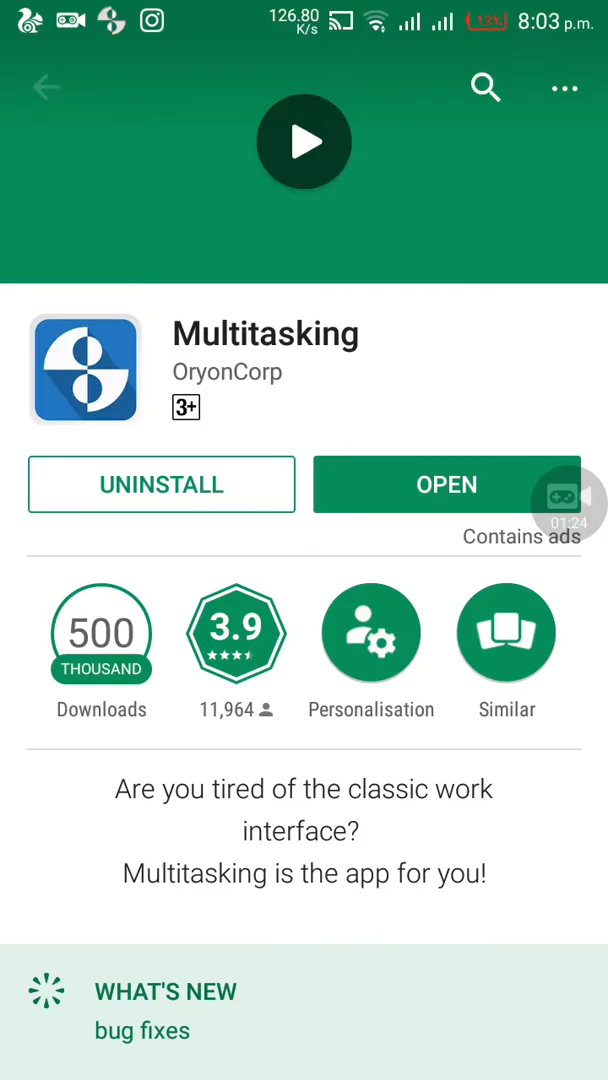 126.80
K/s
13%
8:03 p.m.
Multitasking
OryonCorp
3+
UNINSTALL
OPEN
01:24
Contains ads
500
THOUSAND
3.9
Downloads
11,964
Personalisation
Similar
Are you tired of the classic work
interface?
Multitasking is the app for you!
WHAT'S NEW
bug fixes